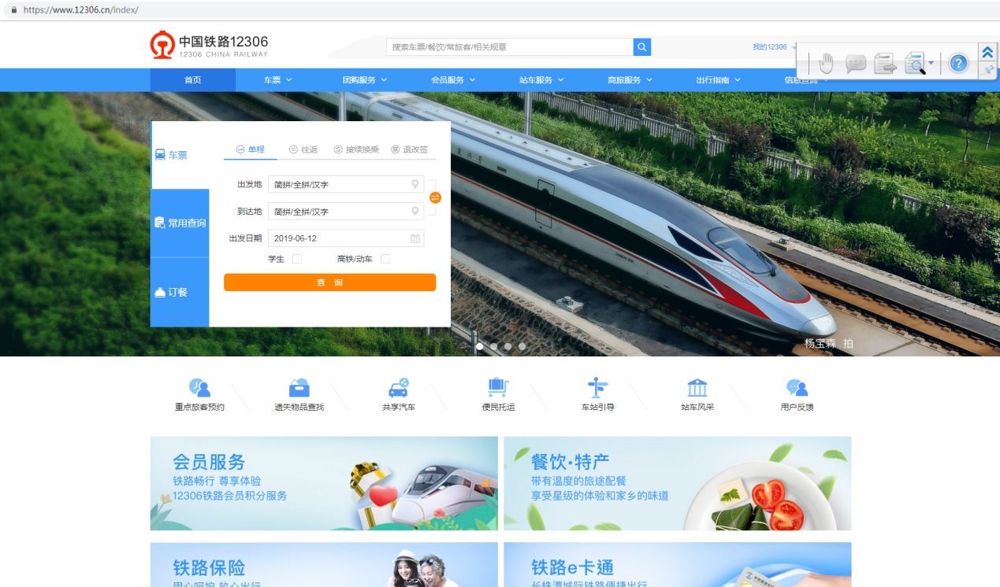 https://www.12306.cn/index/
中国铁路12306
12306 CHINA RAILWAY
搜索车票/餐饮/常旅客/相关规章
我的12306
首页 车票 团购服务 会员服务 站车服务 商旅服务 出行指南 信息查询
车票
常用查询
订餐
单程 往返 接续换乘 退改签
出发地 简拼/全拼/汉字
到达地 简拼/全拼/汉字
出发日期 2019-06-12
学生 高铁/动车
查 询
杨宝森 拍
重点旅客预约 遗失物品查找 共享汽车 便民托运 车站引导 站车风采 用户反馈
会员服务
铁路畅行 尊享体验
12306铁路会员积分服务
餐饮·特产
带有温度的旅途配餐
享受星级的体验和家乡的味道
铁路保险
用心呵护 放心出行
铁路e卡通
长株潭城际铁路便捷出行